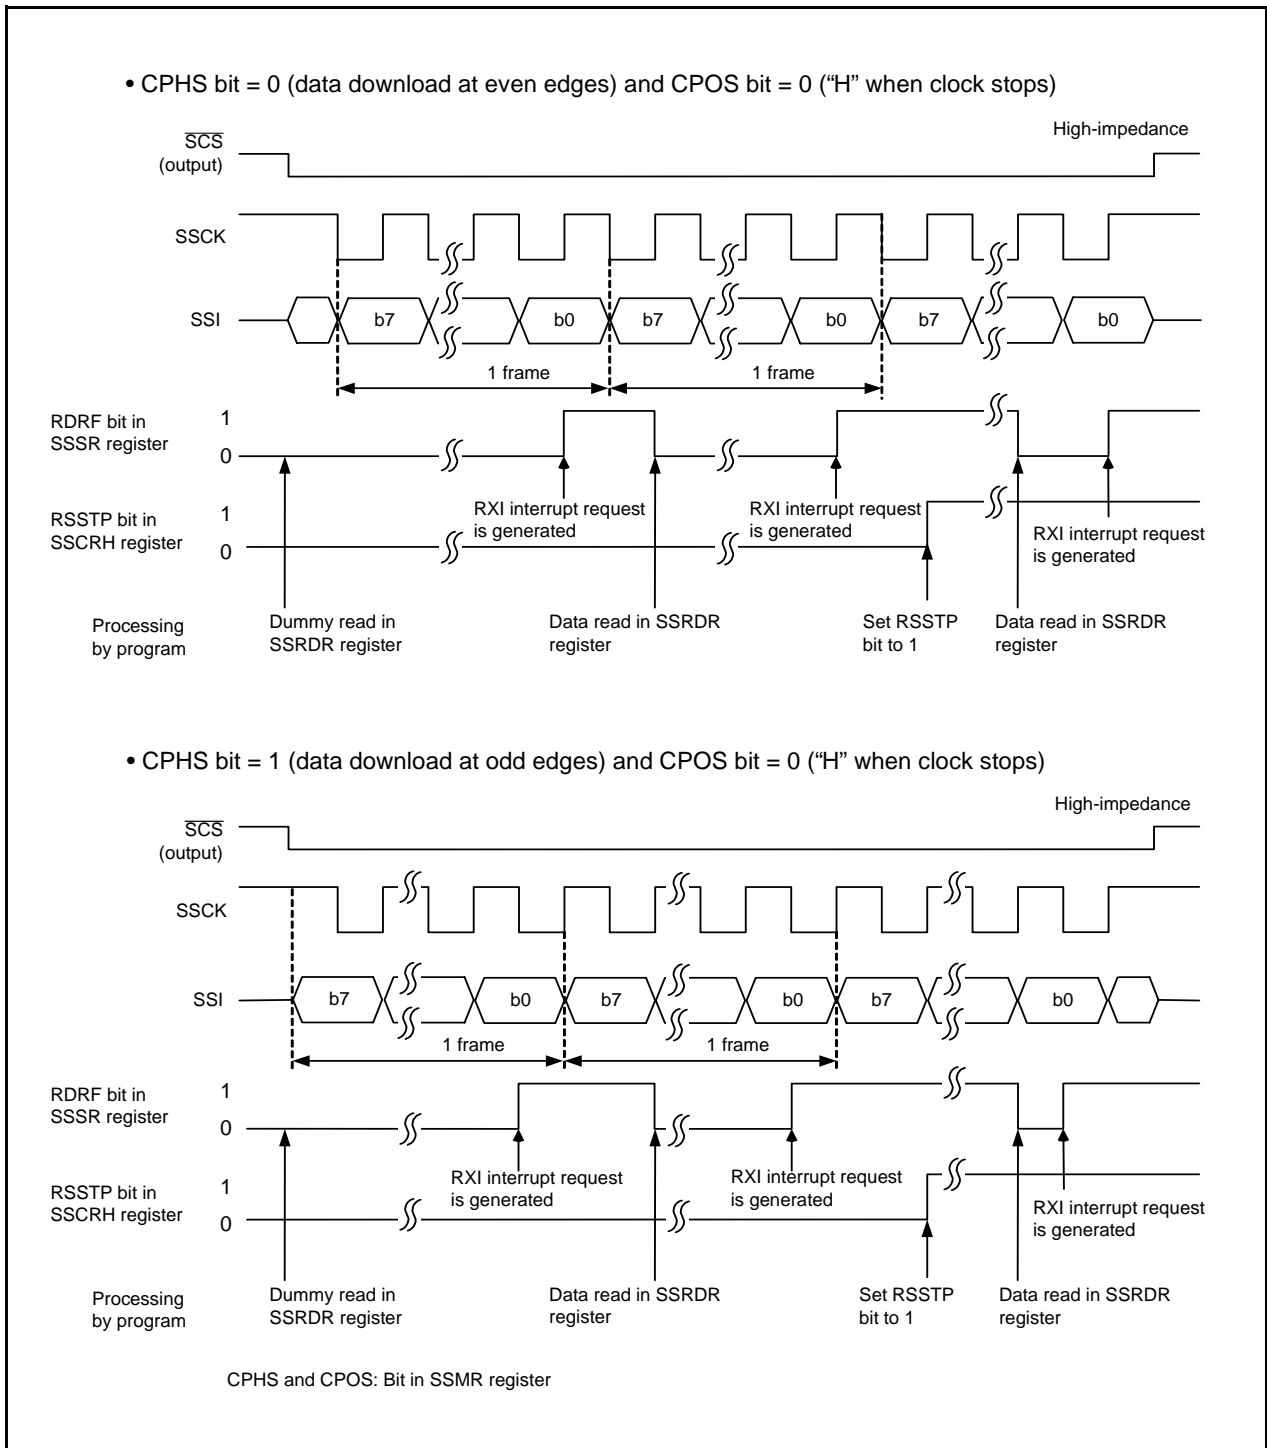 • CPHS bit = 0 (data download at even edges) and CPOS bit = 0 (“H” when clock stops)
High-impedance
SCS
(output)
SSCK
SSI
b7
b0
b7
b0
b7
b0
1 frame
1 frame
RDRF bit in
SSSR register
1
0
RXI interrupt request
is generated
RXI interrupt request
is generated
RXI interrupt request
is generated
RSSTP bit in
SSCRH register
1
0
Processing
by program
Dummy read in
SSRDR register
Data read in SSRDR
register
Set RSSTP
bit to 1
Data read in SSRDR
register
• CPHS bit = 1 (data download at odd edges) and CPOS bit = 0 (“H” when clock stops)
High-impedance
SCS
(output)
SSCK
SSI
b7
b0
b7
b0
b7
b0
1 frame
1 frame
RDRF bit in
SSSR register
1
0
RXI interrupt request
is generated
RXI interrupt request
is generated
RXI interrupt request
is generated
RSSTP bit in
SSCRH register
1
0
Processing
by program
Dummy read in
SSRDR register
Data read in SSRDR
register
Set RSSTP
bit to 1
Data read in SSRDR
register
CPHS and CPOS: Bit in SSMR register